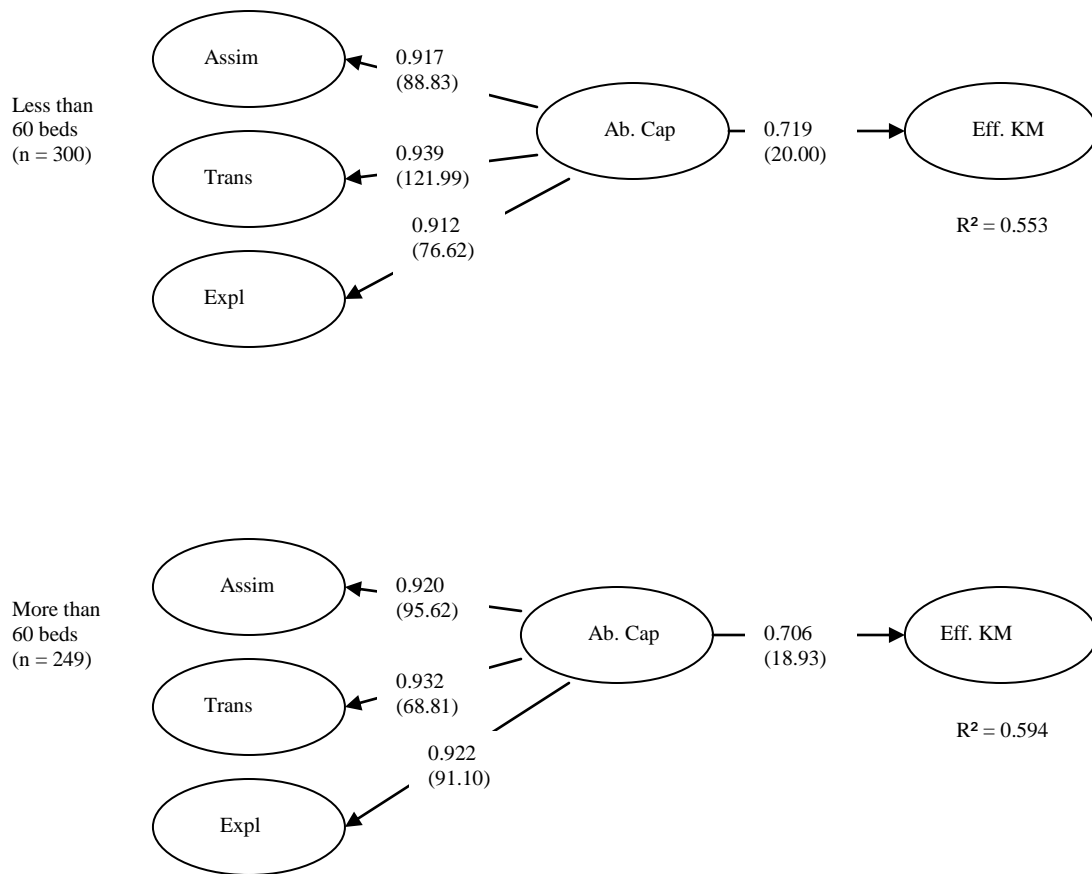 Less than
60 beds
(n = 300)
Assim
0.917
(88.83)
Trans
0.939
(121.99)
Expl
0.912
(76.62)
Ab. Cap
0.719
(20.00)
Eff. KM
R² = 0.553
More than
60 beds
(n = 249)
Assim
0.920
(95.62)
Trans
0.932
(68.81)
Expl
0.922
(91.10)
Ab. Cap
0.706
(18.93)
Eff. KM
R² = 0.594